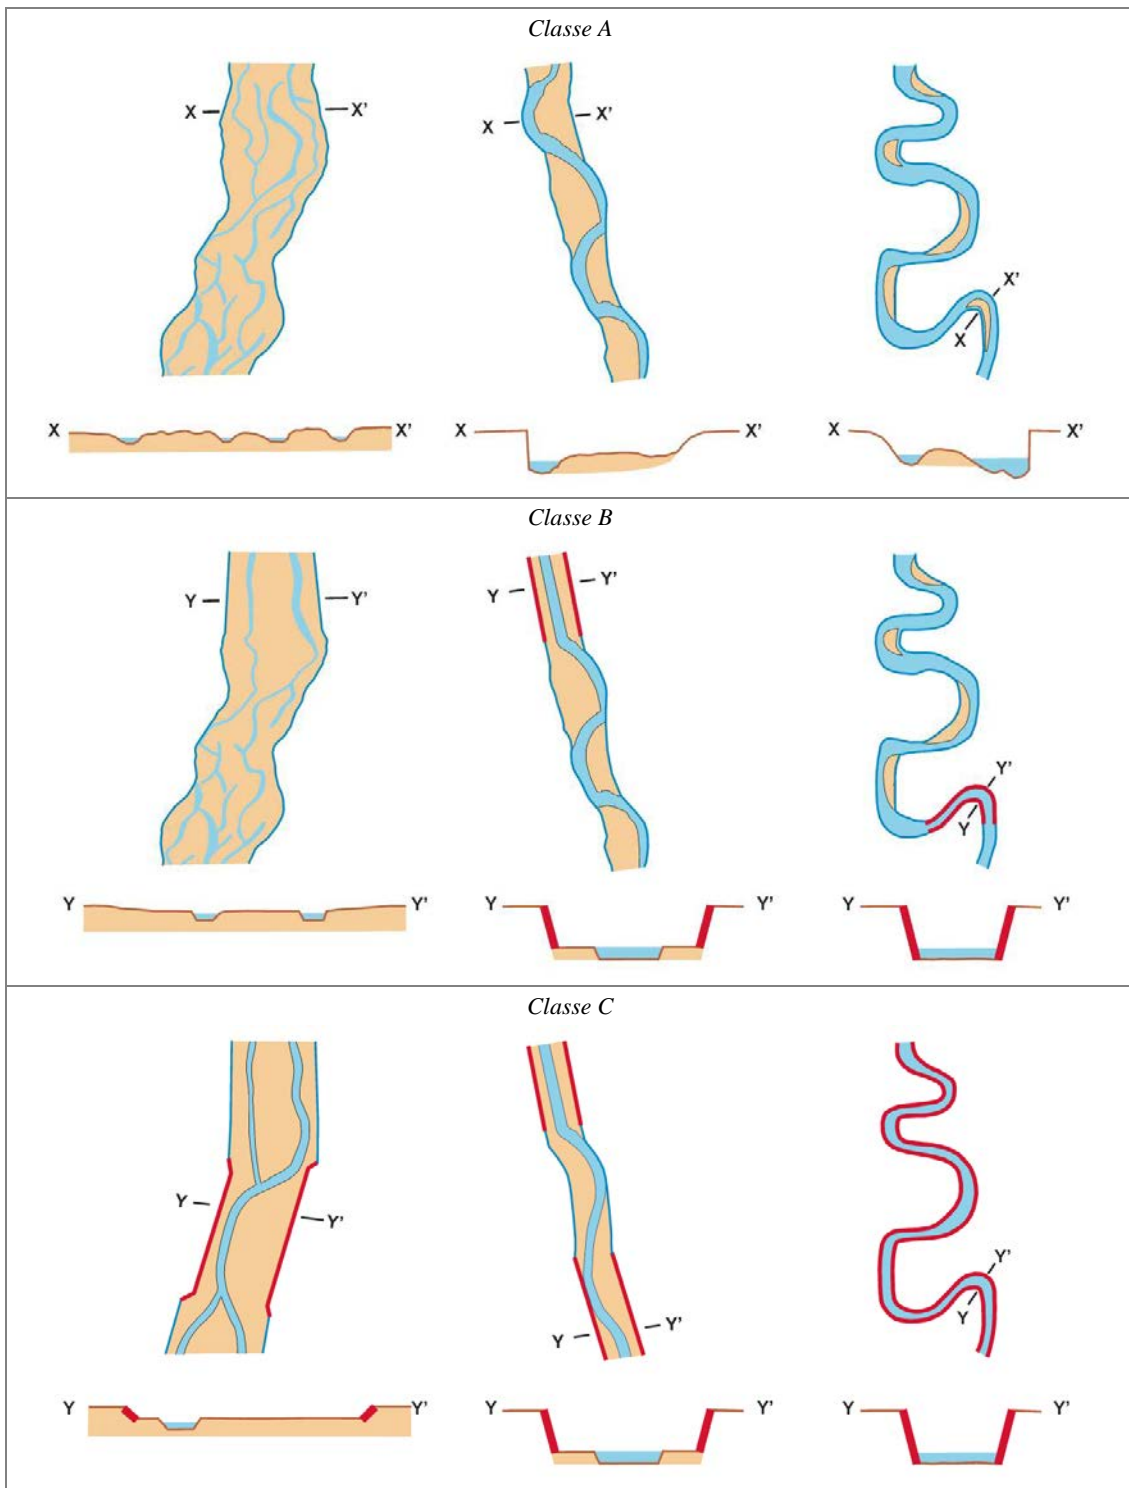 Classe A
X X'
X X'
X X'
X X' X X' X X'
Classe B
Y Y'
Y Y'
Y Y'
Y Y' Y Y' Y Y'
Classe C
Y Y'
Y Y'
Y Y'
Y Y' Y Y' Y Y'